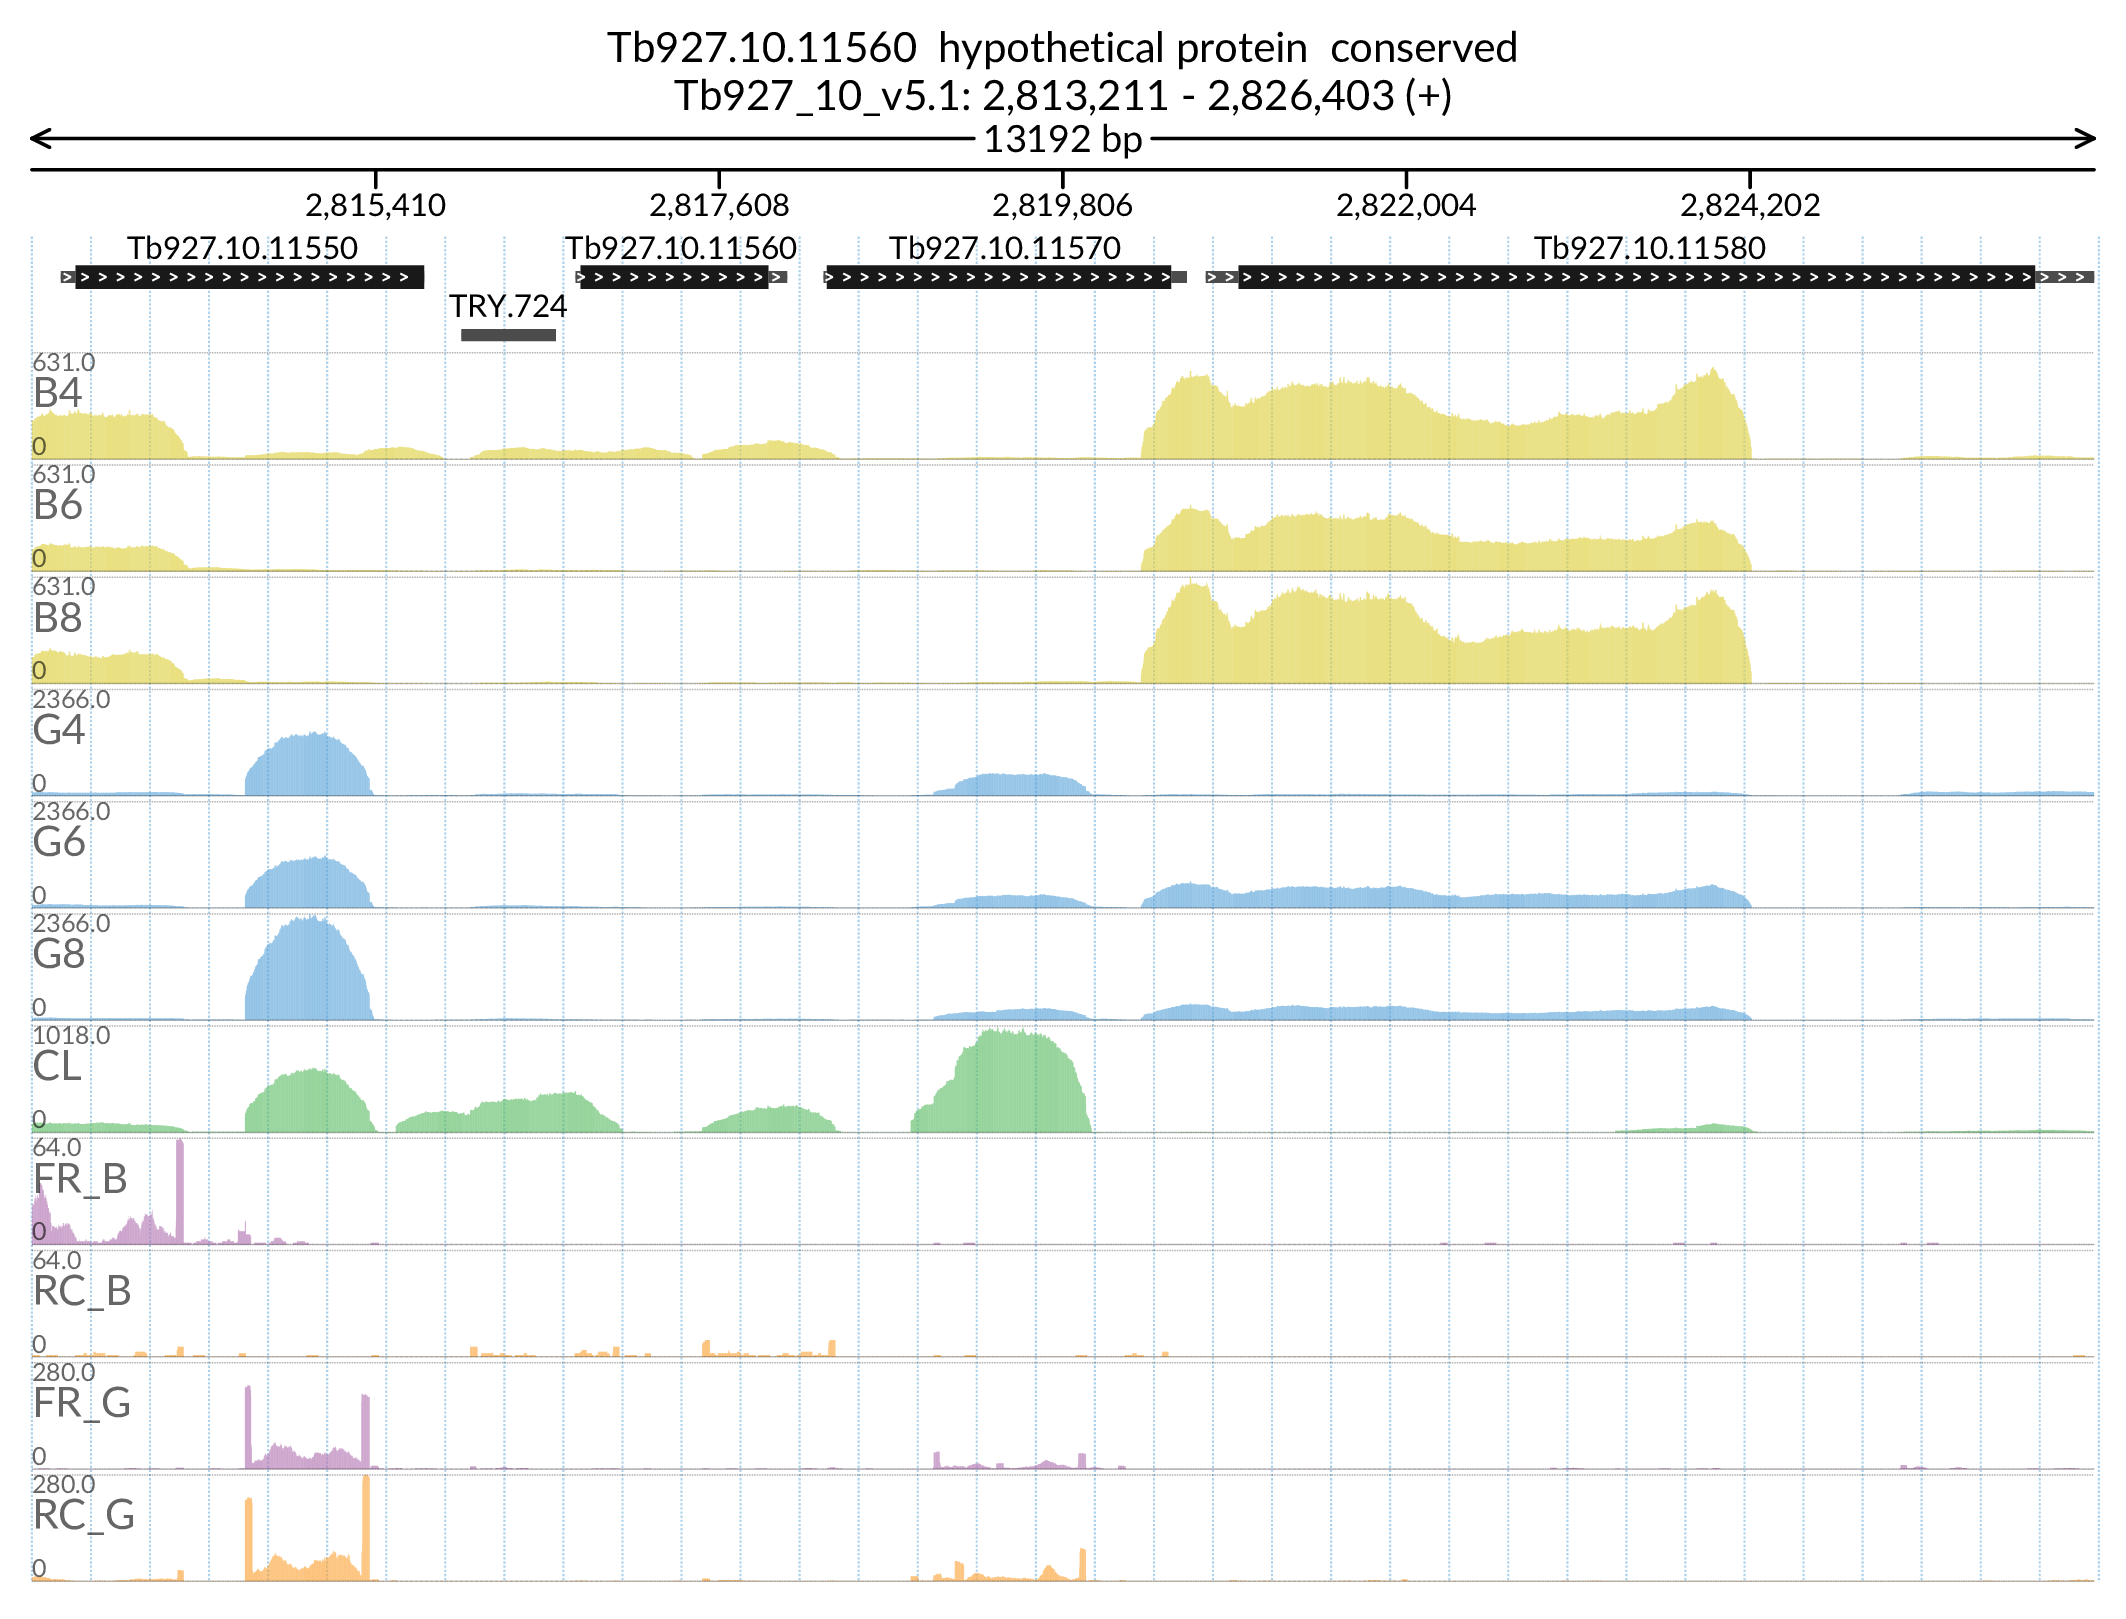 Tb927.10.11560 hypothetical protein conserved
Tb927_10_v5.1: 2,813,211 - 2,826,403 (+)
13192 bp
2,815,410 2,817,608 2,819,806 2,822,004 2,824,202
Tb927.10.11550 Tb927.10.11560 Tb927.10.11570 Tb927.10.11580
TRY.724
631.0
B4
0
631.0
B6
0
631.0
B8
0
2366.0
G4
0
2366.0
G6
0
2366.0
G8
0
1018.0
CL
0
64.0
FR_B
0
64.0
RC_B
0
280.0
FR_G
0
280.0
RC_G
0